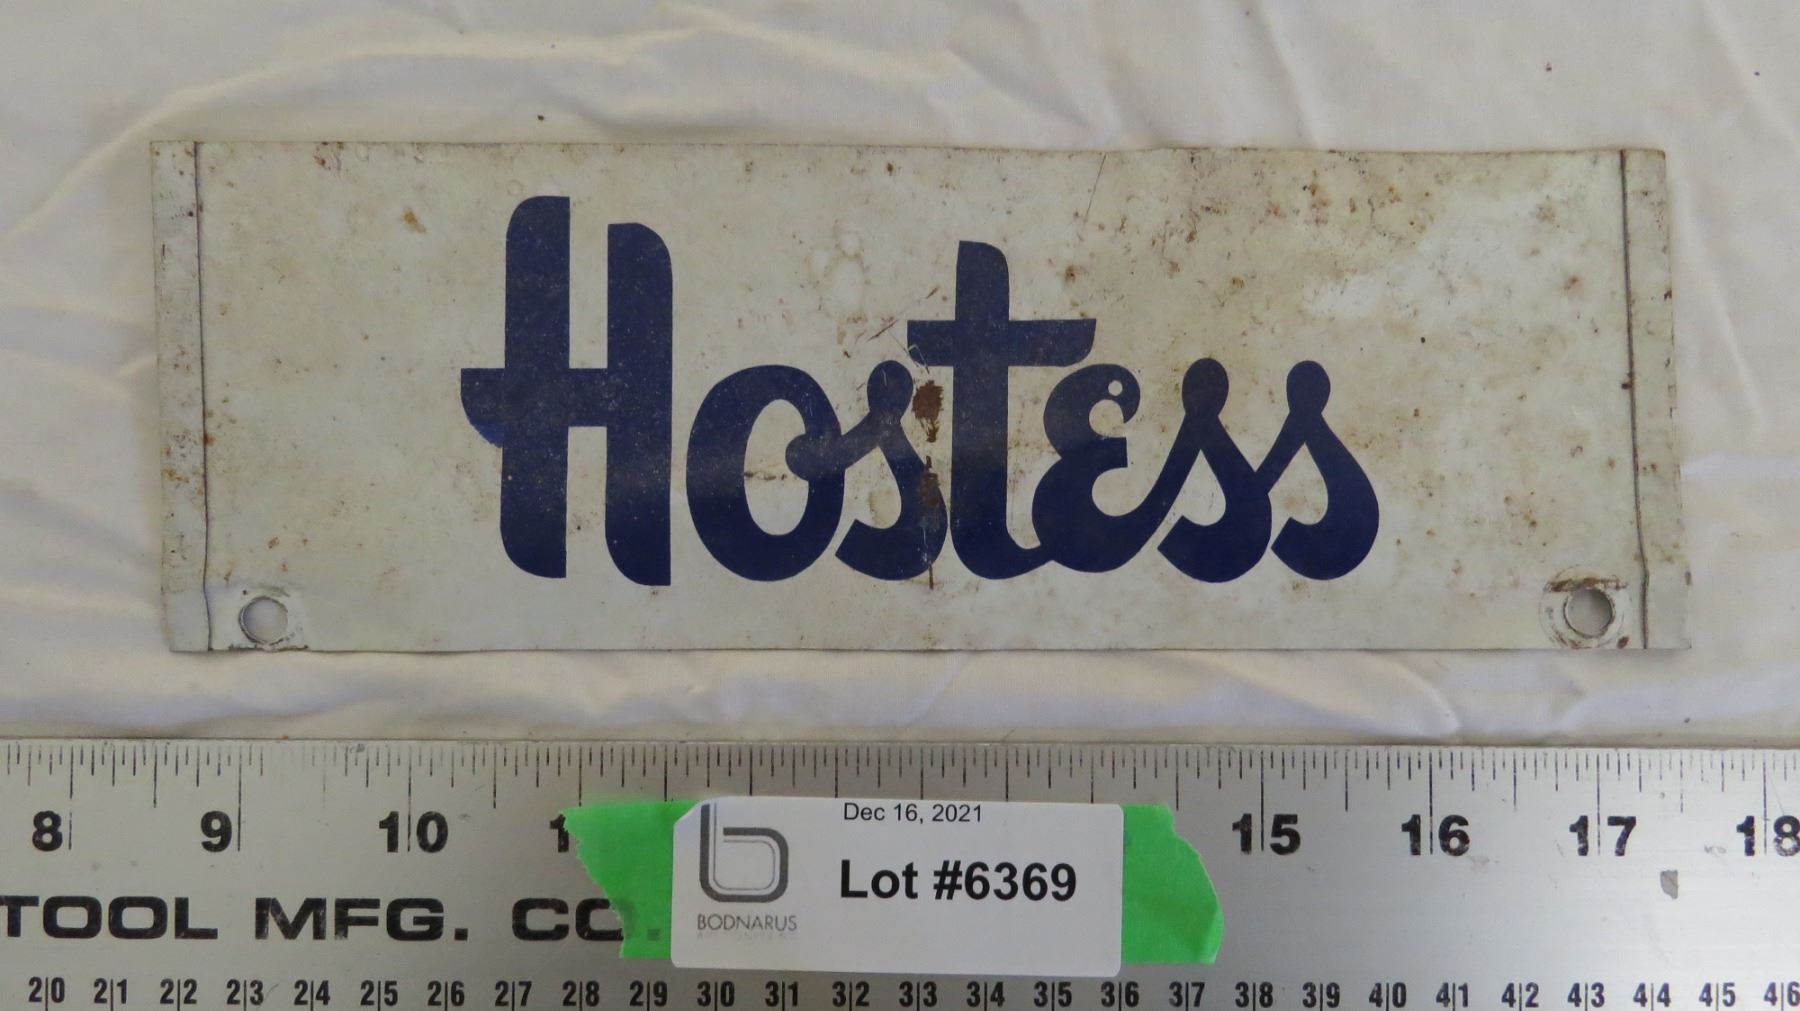 Hostess
8 9 10 15 16 17 18
Dec 16, 2021
Lot #6369
BODNARUS
TOOL MFG. CO.
20 21 22 23 24 25 26 27 28 29 30 31 32 33 34 35 36 37 38 39 40 41 42 43 44 45 46